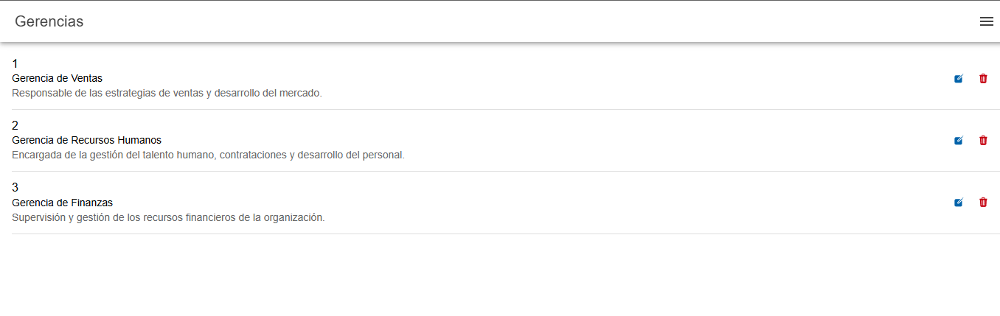 Gerencias
1
Gerencia de Ventas
Responsable de las estrategias de ventas y desarrollo del mercado.
2
Gerencia de Recursos Humanos
Encargada de la gestión del talento humano, contrataciones y desarrollo del personal.
3
Gerencia de Finanzas
Supervisión y gestión de los recursos financieros de la organización.